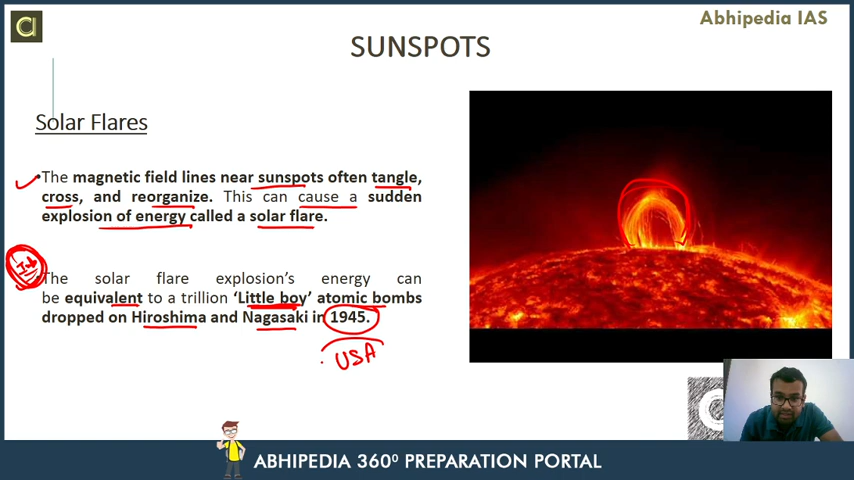 Abhipedia IAS
SUNSPOTS
Solar Flares
•The magnetic field lines near sunspots often tangle,
cross, and reorganize. This can cause a sudden
explosion of energy called a solar flare.
The solar flare explosion's energy can
be equivalent to a trillion 'Little boy' atomic bombs
dropped on Hiroshima and Nagasaki in 1945.
USA
ABHIPEDIA 360⁰ PREPARATION PORTAL